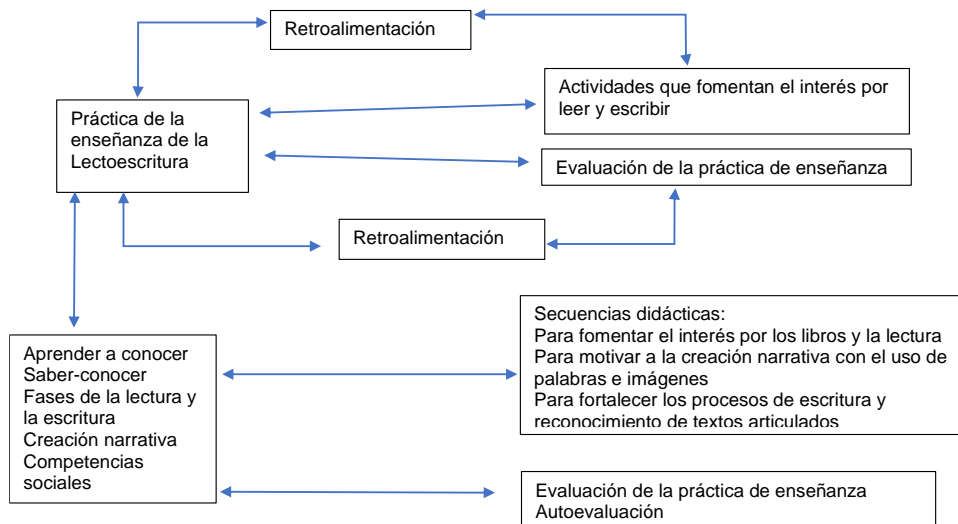 Retroalimentación
Actividades que fomentan el interés por
leer y escribir
Práctica de la
enseñanza de la
Lectoescritura
Evaluación de la práctica de enseñanza
Retroalimentación
Secuencias didácticas:
Para fomentar el interés por los libros y la lectura
Para motivar a la creación narrativa con el uso de
palabras e imágenes
Para fortalecer los procesos de escritura y
reconocimiento de textos articulados
Aprender a conocer
Saber-conocer
Fases de la lectura y
la escritura
Creación narrativa
Competencias
sociales
Evaluación de la práctica de enseñanza
Autoevaluación